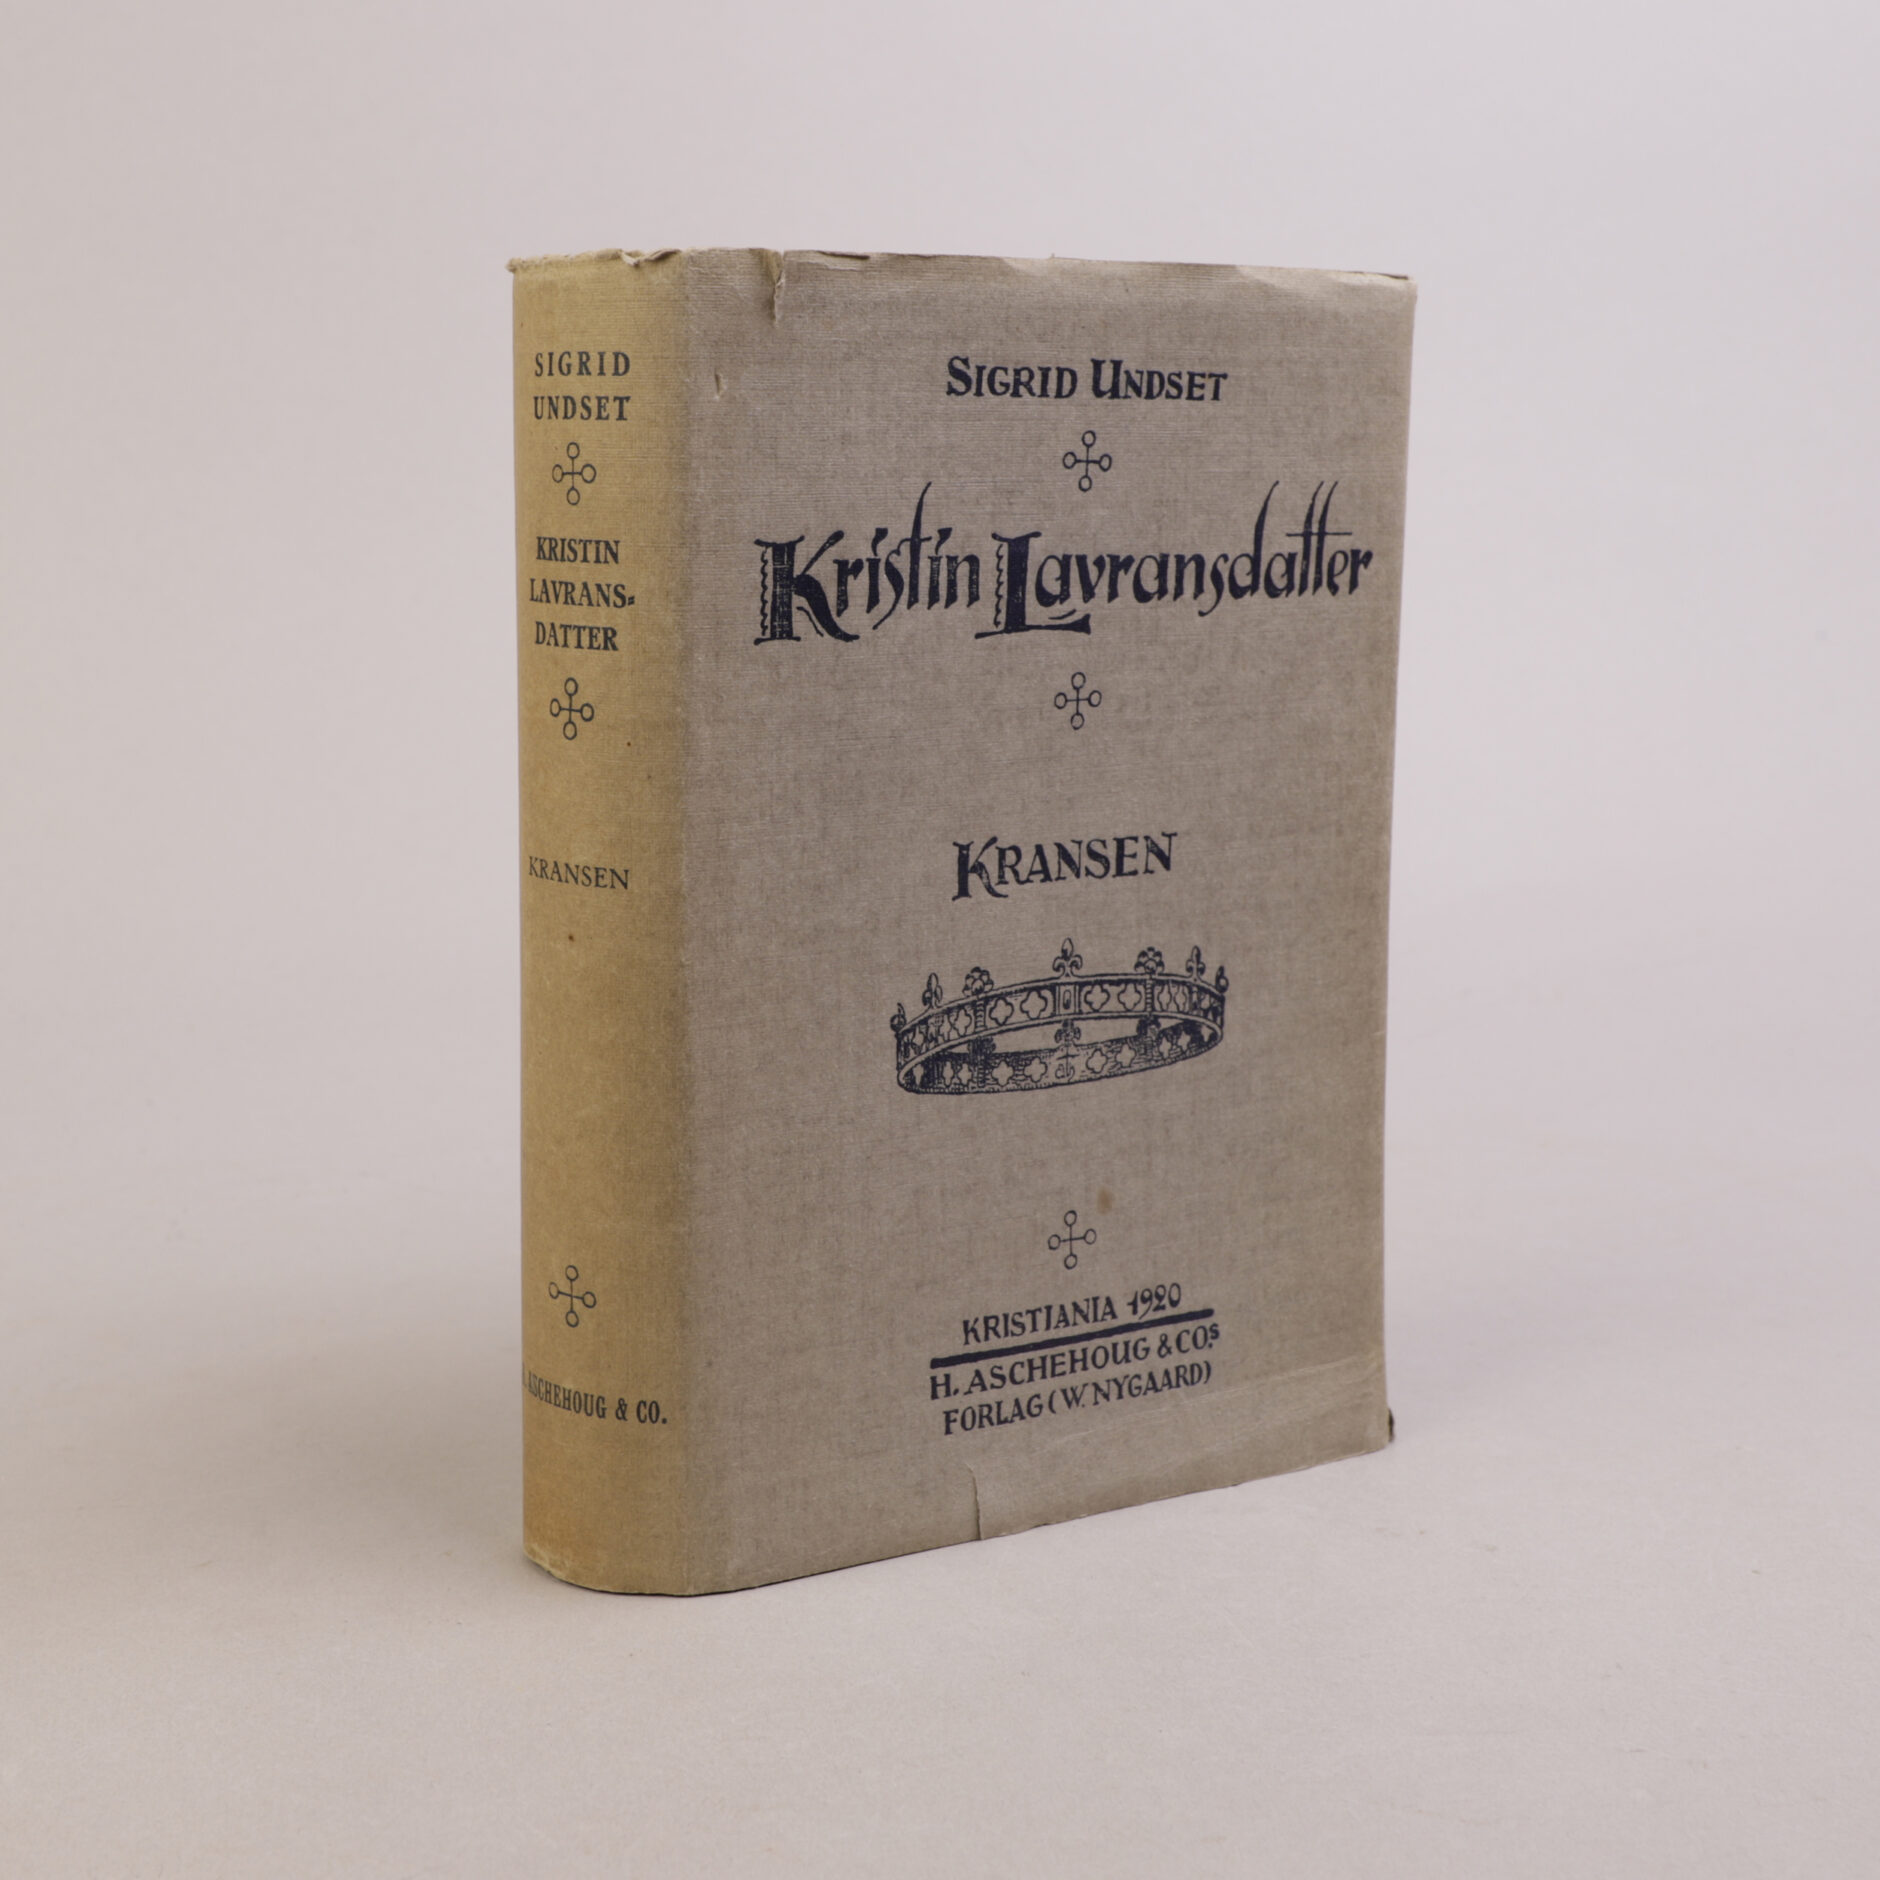 SIGRID
UNDSET
KRISTIN
LAVRANS-
DATTER
KRANSEN
ASCHEHOUG & CO.
SIGRID UNDSET
Kristin Lavransdatter
KRANSEN
KRISTIANIA 1920
H. ASCHEHOUG & CO.s
FORLAG (W. NYGAARD)